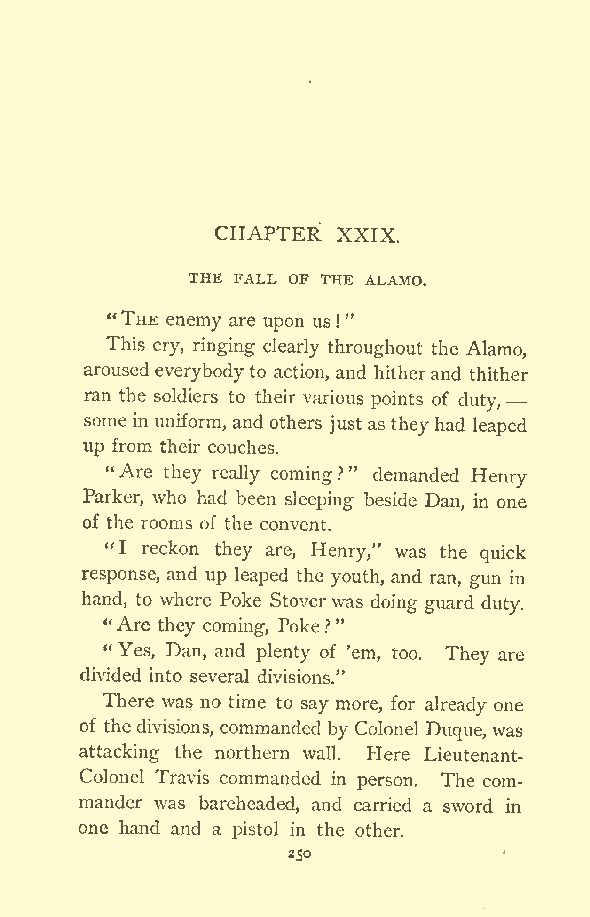 CHAPTER XXIX.
THE FALL OF THE ALAMO.
"THE enemy are upon us!"
This cry, ringing clearly throughout the Alamo,
aroused everybody to action, and hither and thither
ran the soldiers to their various points of duty,—
some in uniform, and others just as they had leaped
up from their couches.
"Are they really coming?" demanded Henry
Parker, who had been sleeping beside Dan, in one
of the rooms of the convent.
"I reckon they are, Henry," was the quick
response, and up leaped the youth, and ran, gun in
hand, to where Poke Stover was doing guard duty.
"Are they coming, Poke?"
"Yes, Dan, and plenty of 'em, too. They are
divided into several divisions."
There was no time to say more, for already one
of the divisions, commanded by Colonel Duque, was
attacking the northern wall. Here Lieutenant-
Colonel Travis commanded in person. The com-
mander was bareheaded, and carried a sword in
one hand and a pistol in the other.
250